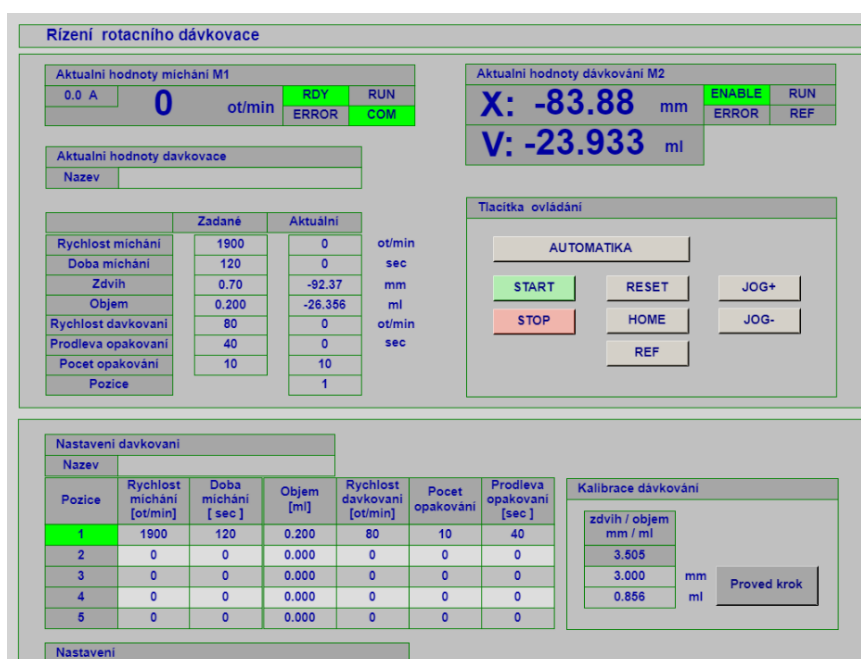 Rízení rotacního dávkovace
Aktualni hodnoty míchání M1
0.0 A 0 ot/min RDY RUN
ERROR COM
Aktualni hodnoty dávkování M2
X: -83.88 mm ENABLE RUN
ERROR REF
V: -23.933 ml
Aktualni hodnoty davkovace
Nazev
Zadané Aktuální
Rychlost míchání 1900 0 ot/min
Doba míchání 120 0 sec
Zdvih 0.70 -92.37 mm
Objem 0.200 -26.356 ml
Rychlost davkovaní 80 0 ot/min
Prodleva opakovaní 40 0 sec
Pocet opakování 10 10
Pozice 1
Tlacítka ovládání
AUTOMATIKA
START RESET JOG+
STOP HOME JOG-
REF
Nastaveni davkovani
Nazev
Pozice Rychlost míchání [ot/min] Doba míchání [ sec ] Objem [ml] Rychlost davkovaní [ot/min] Pocet opakování Prodleva opakovaní [sec ]
1 1900 120 0.200 80 10 40
2 0 0 0.000 0 0 0
3 0 0 0.000 0 0 0
4 0 0 0.000 0 0 0
5 0 0 0.000 0 0 0
Kalibrace dávkování
zdvih / objem
mm / ml
3.505
3.000 mm
0.856 ml
Proved krok
Nastavení